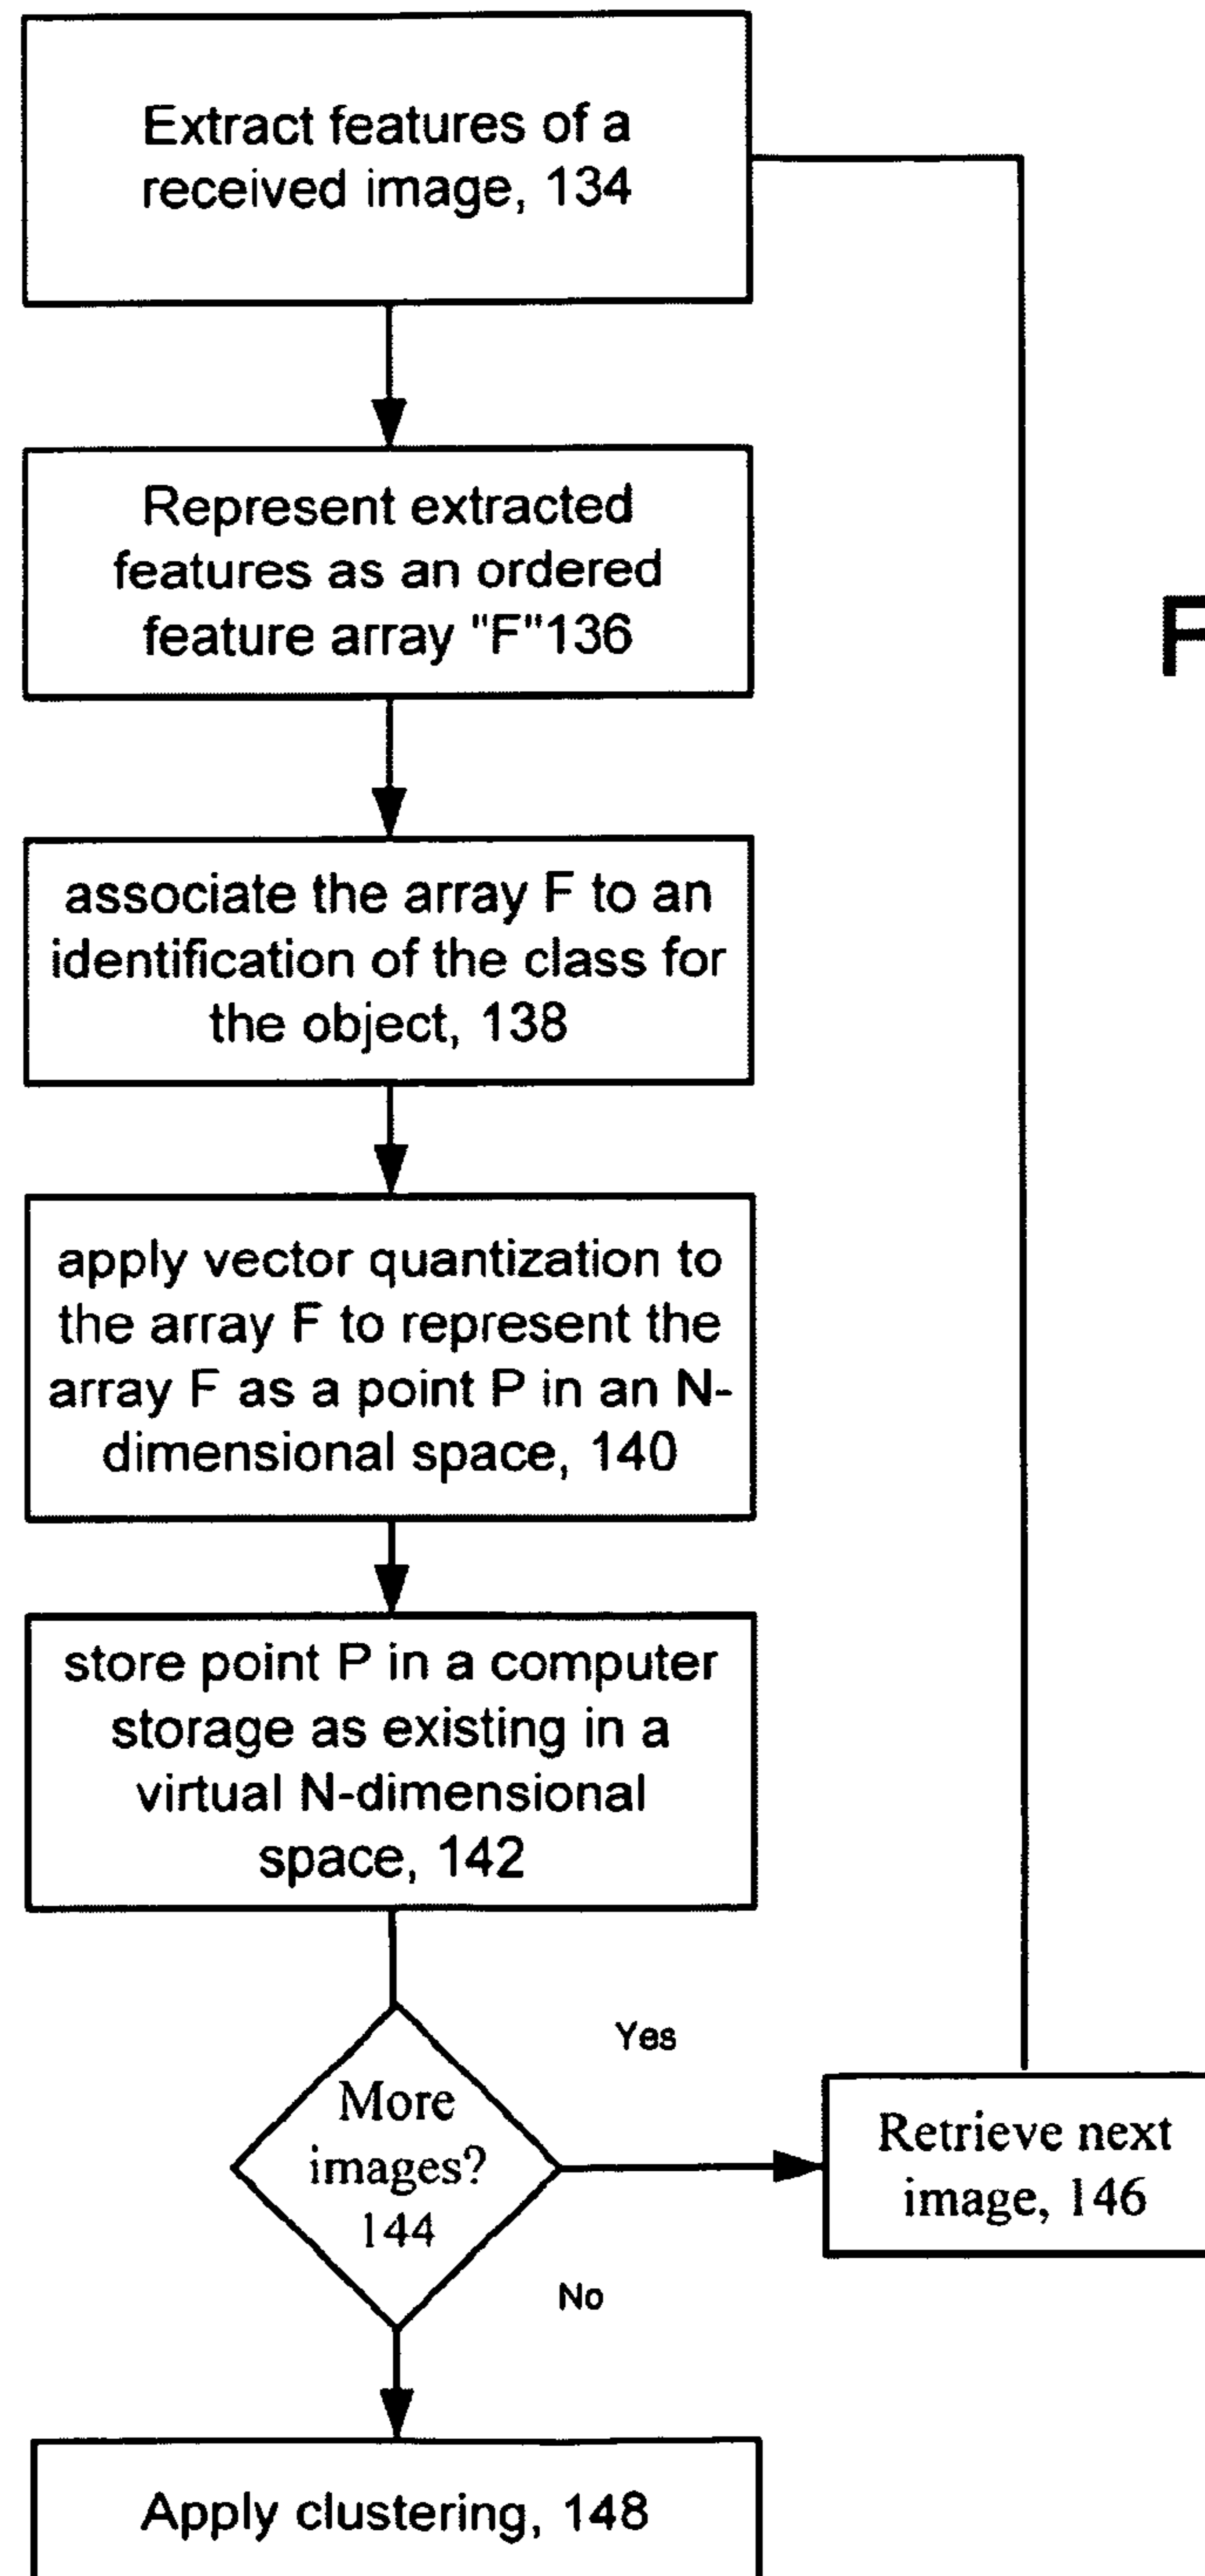 Extract features of a
received image, 134
Represent extracted
features as an ordered
feature array "F"136
F
associate the array F to an
identification of the class for
the object, 138
apply vector quantization to
the array F to represent the
array F as a point P in an N-
dimensional space, 140
store point P in a computer
storage as existing in a
virtual N-dimensional
space, 142
Yes
More
images?
144
Retrieve next
image, 146
No
Apply clustering, 148